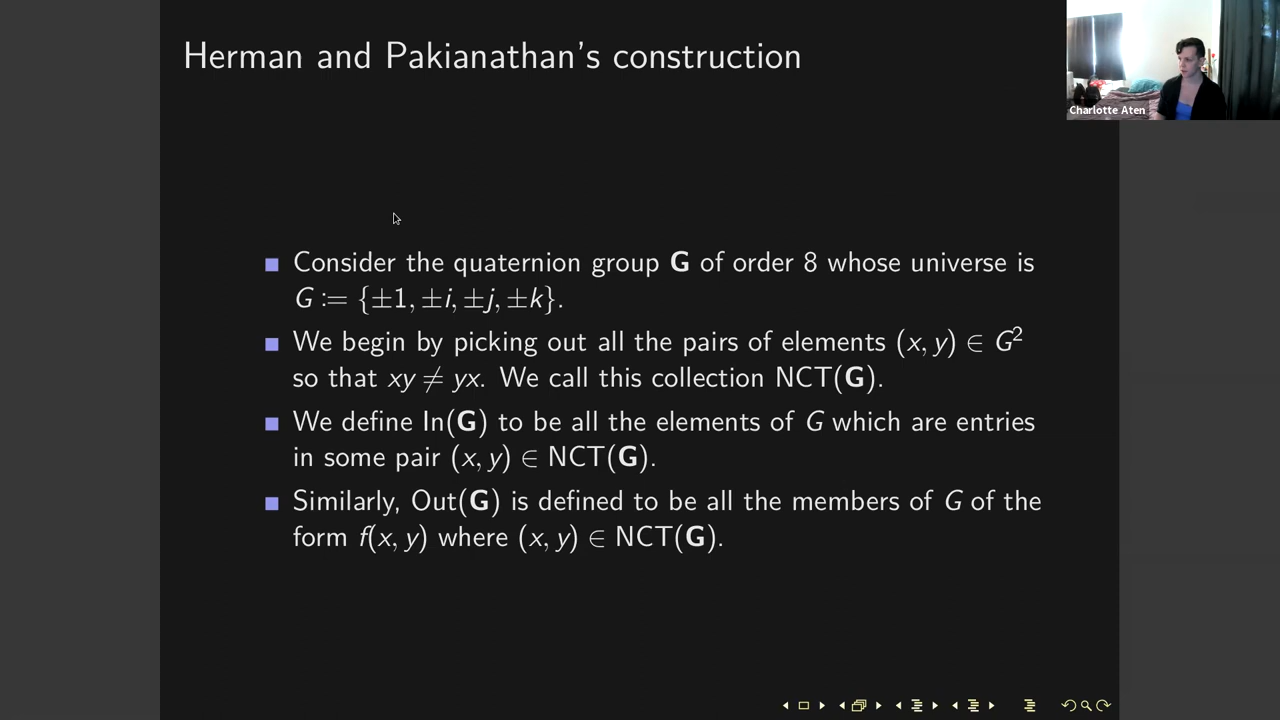 Herman and Pakianathan's construction
Charlotte Aten
Consider the quaternion group G of order 8 whose universe is
G := {±1, ±i, ±j, ±k}.
We begin by picking out all the pairs of elements (x, y) ∈ G²
so that xy ≠ yx. We call this collection NCT(G).
We define In(G) to be all the elements of G which are entries
in some pair (x, y) ∈ NCT(G).
Similarly, Out(G) is defined to be all the members of G of the
form f(x, y) where (x, y) ∈ NCT(G).